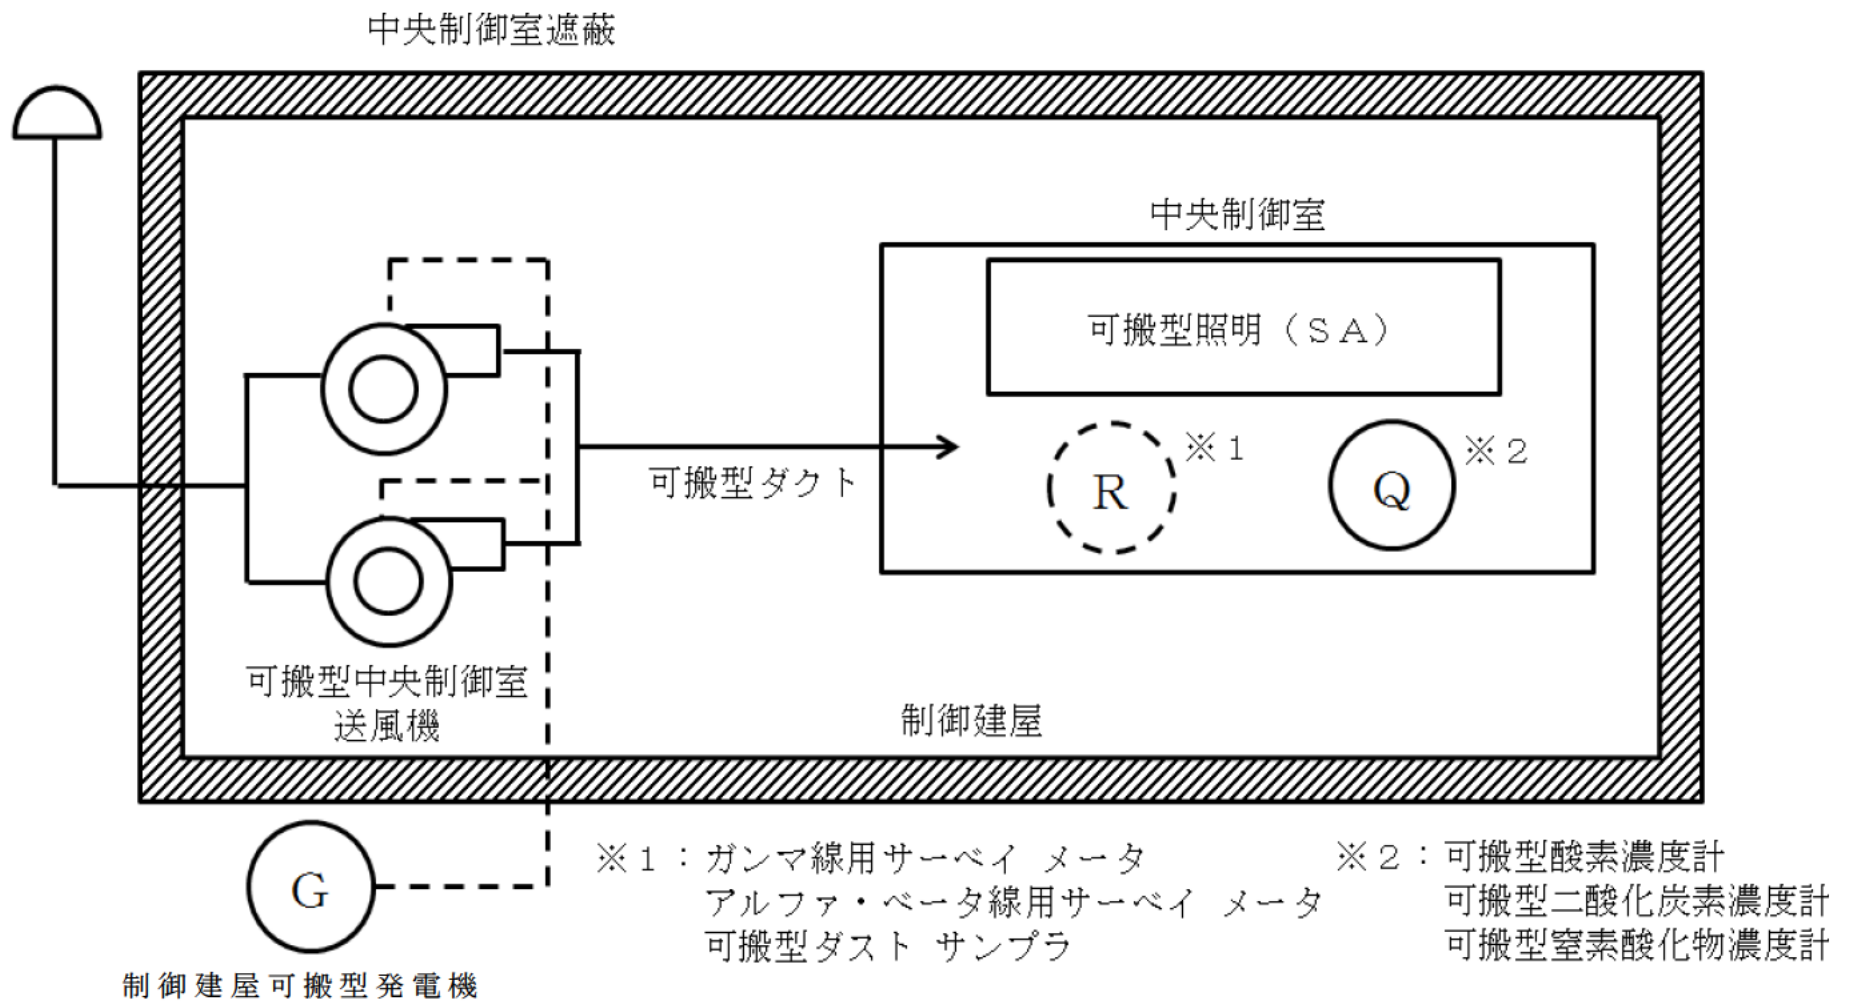 中央制御室遮蔽
中央制御室
可搬型照明（ＳＡ）
※１
※２
R
Q
可搬型ダクト
可搬型中央制御室
送風機
制御建屋
G
制御建屋可搬型発電機
※１：ガンマ線用サーベイ メータ
アルファ・ベータ線用サーベイ メータ
可搬型ダスト サンプラ
※２：可搬型酸素濃度計
可搬型二酸化炭素濃度計
可搬型窒素酸化物濃度計